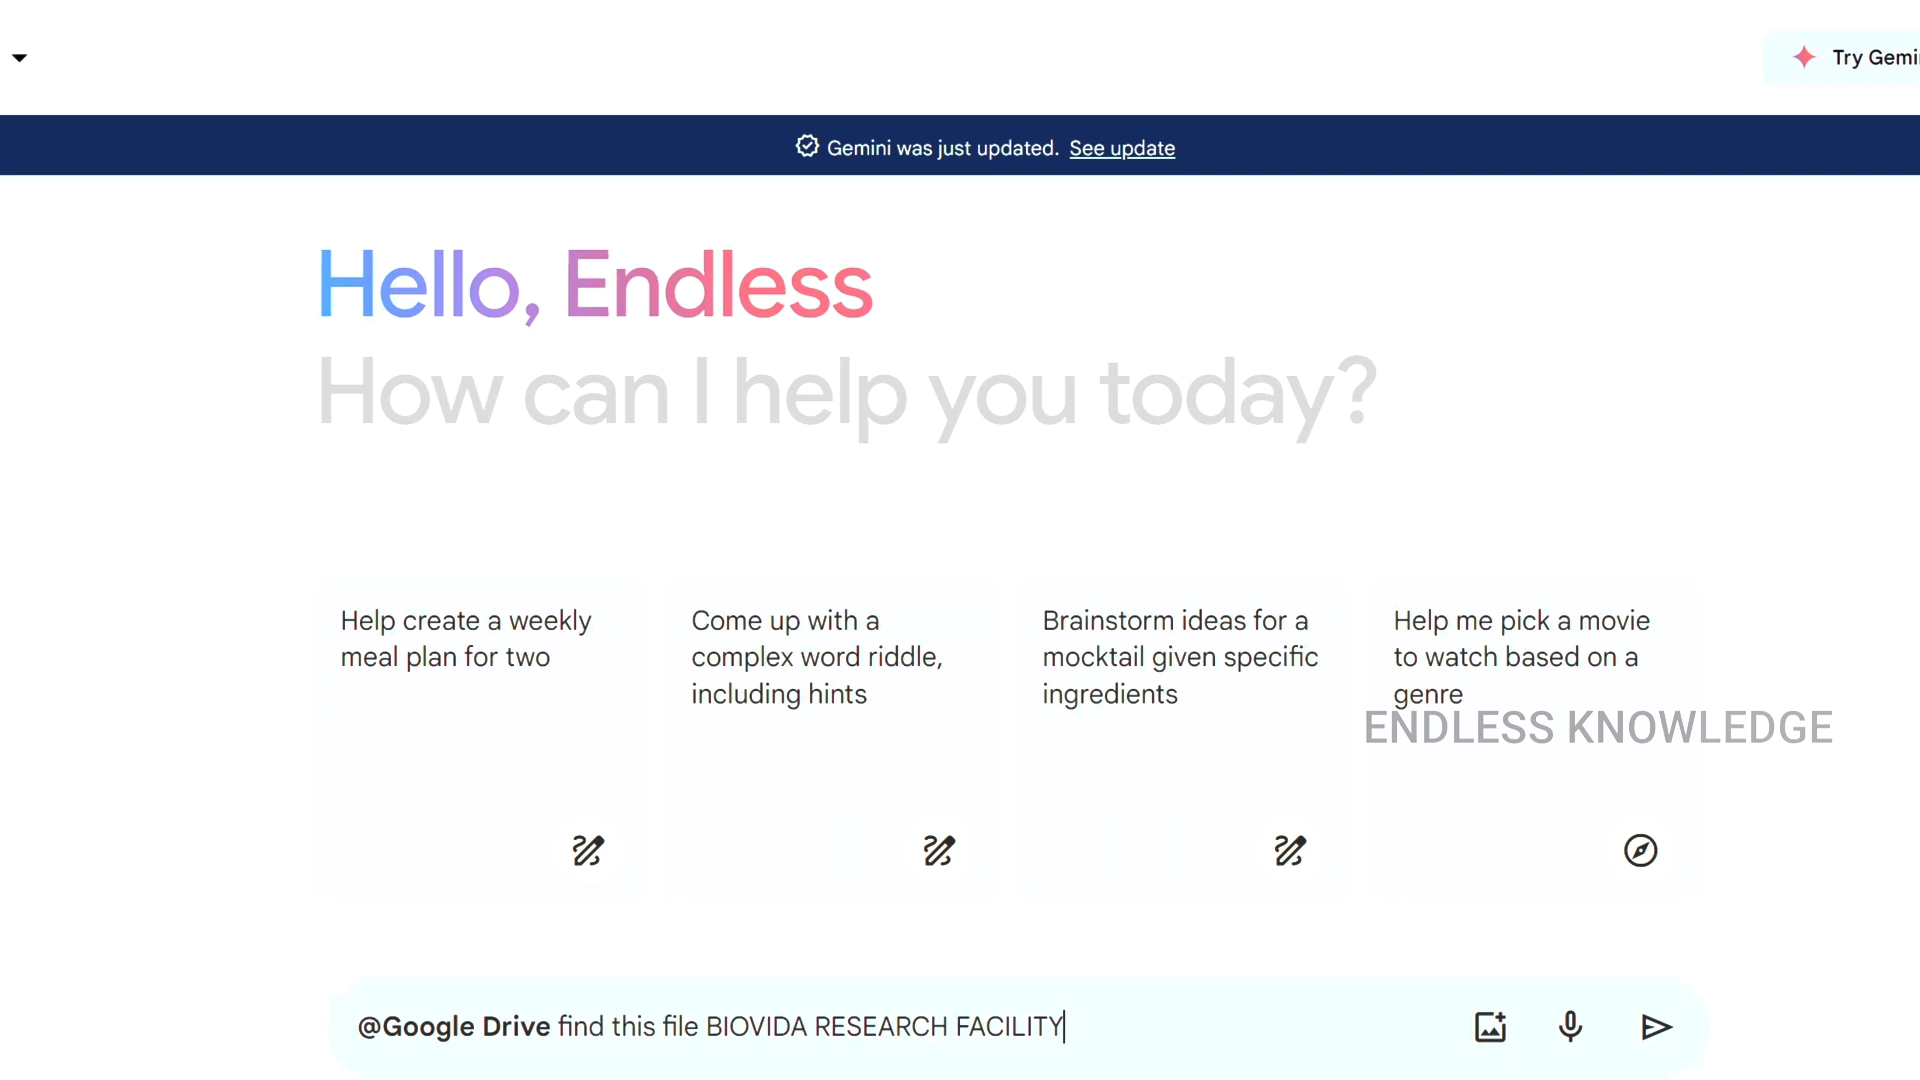 Try Gemi
Gemini was just updated. See update
Hello, Endless
How can I help you today?
Help create a weekly
meal plan for two
Come up with a
complex word riddle,
including hints
Brainstorm ideas for a
mocktail given specific
ingredients
Help me pick a movie
to watch based on a
genre
ENDLESS KNOWLEDGE
@Google Drive find this file BIOVIDA RESEARCH FACILITY